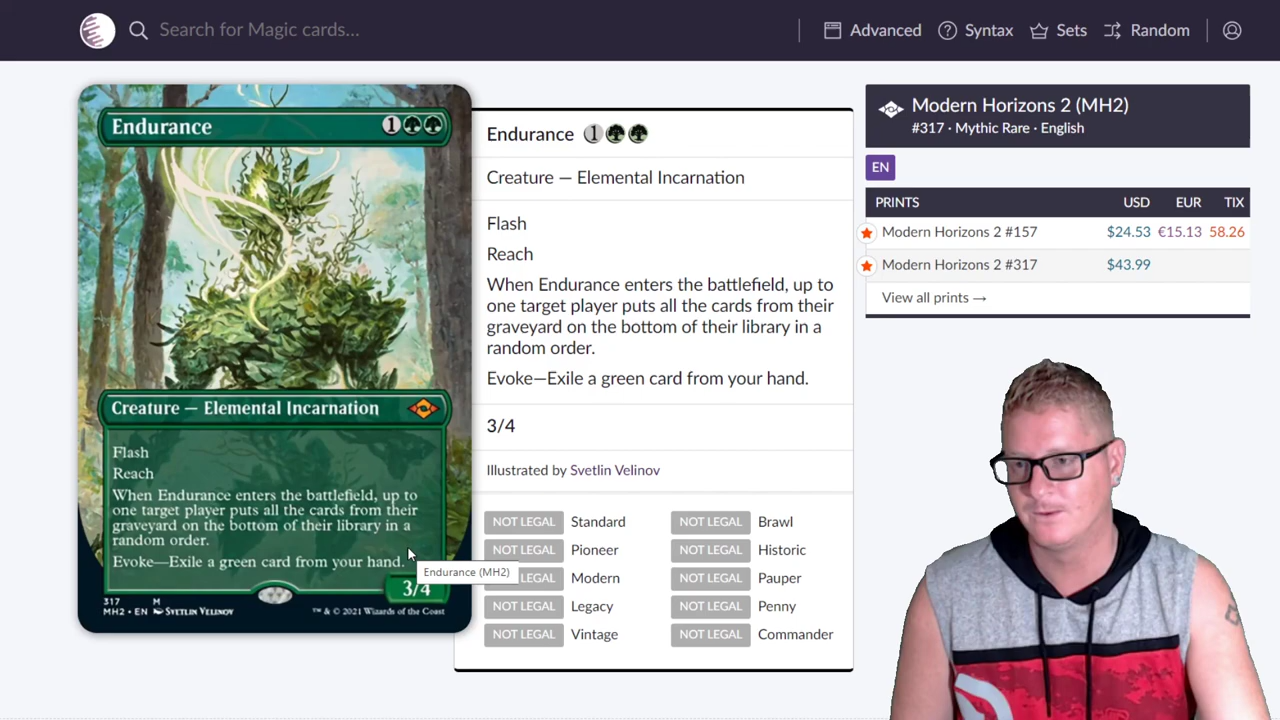 Search for Magic cards...
Advanced
Syntax
Sets
Random
Endurance 1
Creature — Elemental Incarnation
Flash
Reach
When Endurance enters the battlefield, up to
one target player puts all the cards from their
graveyard on the bottom of their library in a
random order.
Evoke—Exile a green card from your hand.
3/4
317 M
MH2 • EN SVETLIN VELINOV
™ & © 2021 Wizards of the Coast
Endurance (MH2)
Endurance 1
Creature — Elemental Incarnation
Flash
Reach
When Endurance enters the battlefield, up to
one target player puts all the cards from their
graveyard on the bottom of their library in a
random order.
Evoke—Exile a green card from your hand.
3/4
Illustrated by Svetlin Velinov
NOT LEGAL Standard NOT LEGAL Brawl
NOT LEGAL Pioneer NOT LEGAL Historic
LEGAL Modern NOT LEGAL Pauper
NOT LEGAL Legacy NOT LEGAL Penny
NOT LEGAL Vintage NOT LEGAL Commander
Modern Horizons 2 (MH2)
#317 · Mythic Rare · English
EN
PRINTS USD EUR TIX
Modern Horizons 2 #157 $24.53 €15.13 58.26
Modern Horizons 2 #317 $43.99
View all prints →